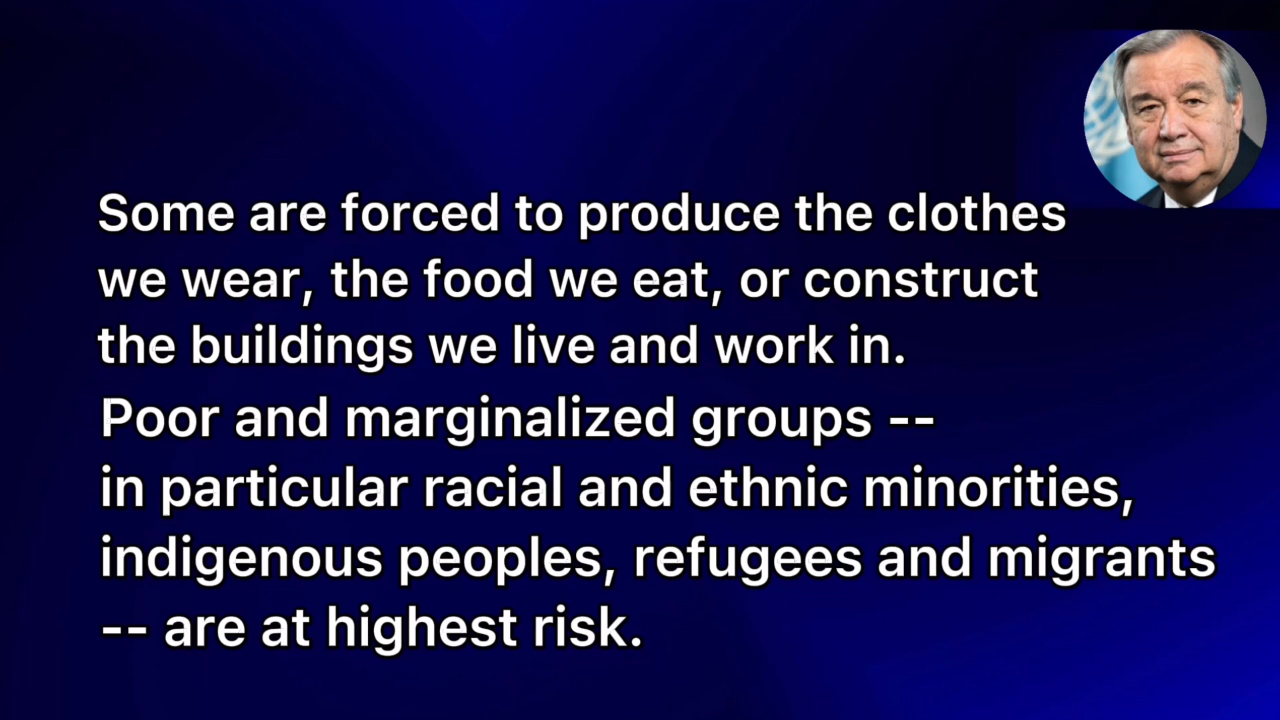 Some are forced to produce the clothes
we wear, the food we eat, or construct
the buildings we live and work in.
Poor and marginalized groups --
in particular racial and ethnic minorities,
indigenous peoples, refugees and migrants
-- are at highest risk.